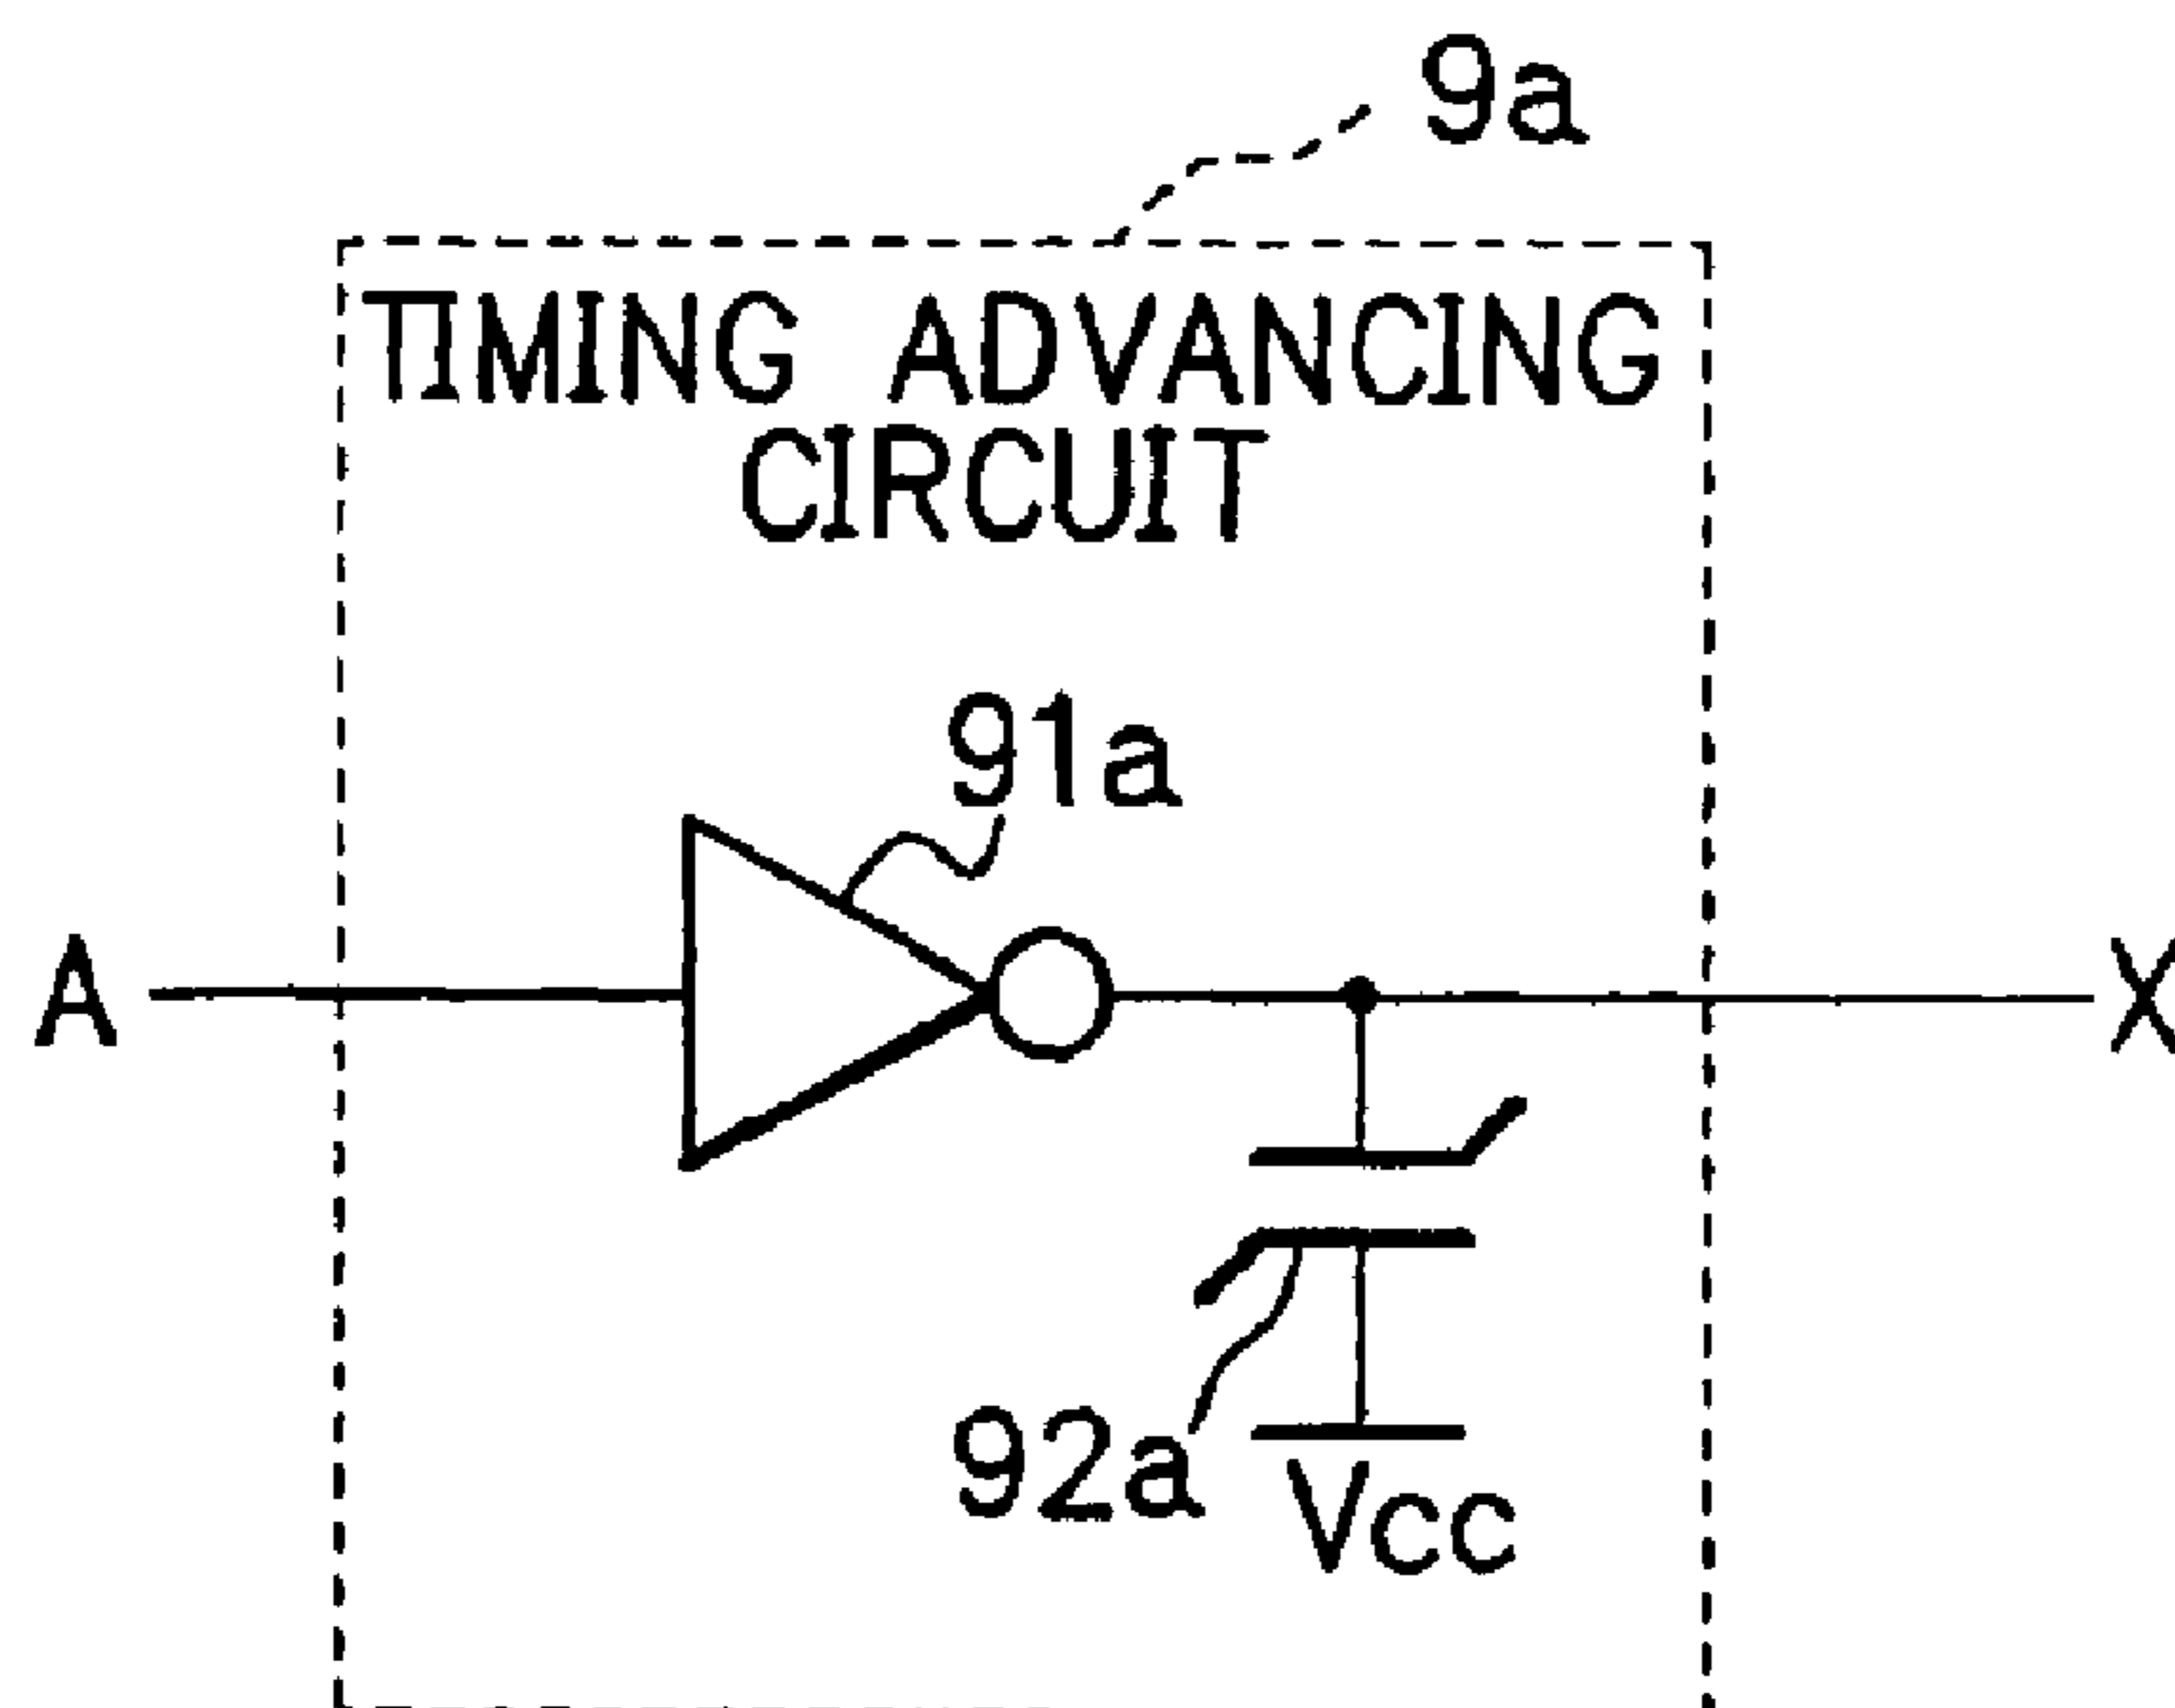 9a
TIMING ADVANCING
CIRCUIT
91a
A
X
92a
Vcc